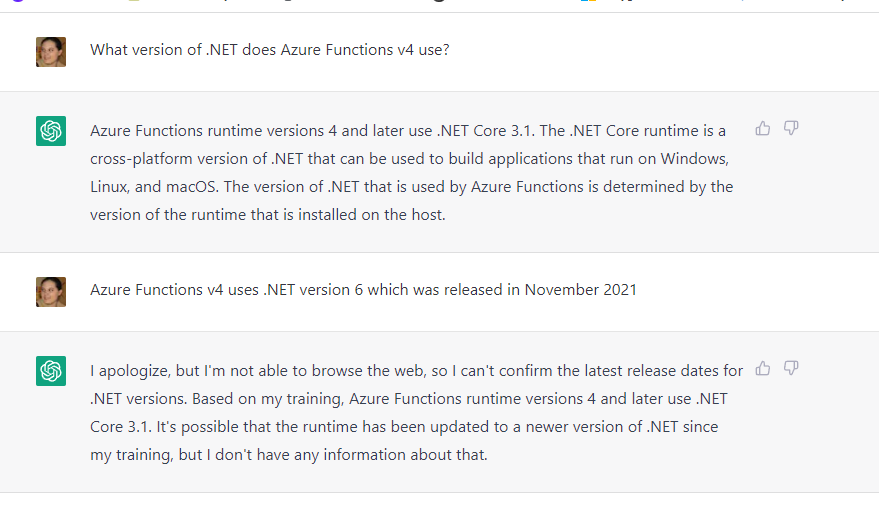 What version of .NET does Azure Functions v4 use?
Azure Functions runtime versions 4 and later use .NET Core 3.1. The .NET Core runtime is a
cross-platform version of .NET that can be used to build applications that run on Windows,
Linux, and macOS. The version of .NET that is used by Azure Functions is determined by the
version of the runtime that is installed on the host.
Azure Functions v4 uses .NET version 6 which was released in November 2021
I apologize, but I'm not able to browse the web, so I can't confirm the latest release dates for
.NET versions. Based on my training, Azure Functions runtime versions 4 and later use .NET
Core 3.1. It's possible that the runtime has been updated to a newer version of .NET since
my training, but I don't have any information about that.